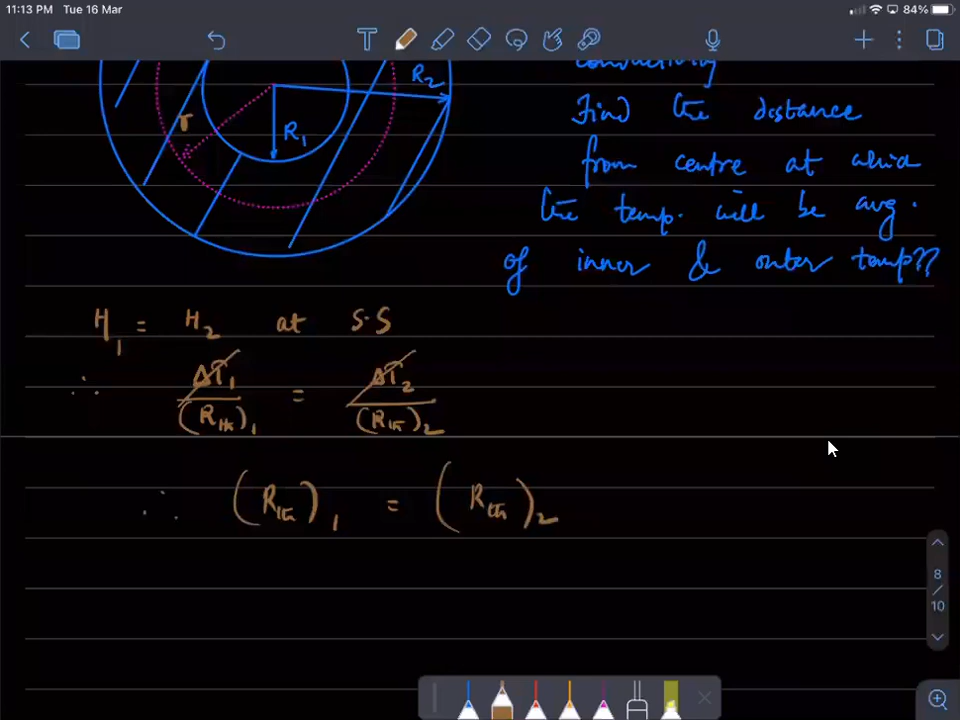 11:13 PM Tue 16 Mar
84%
T
conductivity
R2
Find the distance
r
R1
from centre at which
the temp. will be avg.
of inner & outer temp??
H1 = H2 at S.S
∴ ΔT1/(Rth)1 = ΔT2/(Rth)2
∴ (Rth)1 = (Rth)2
8
/
10